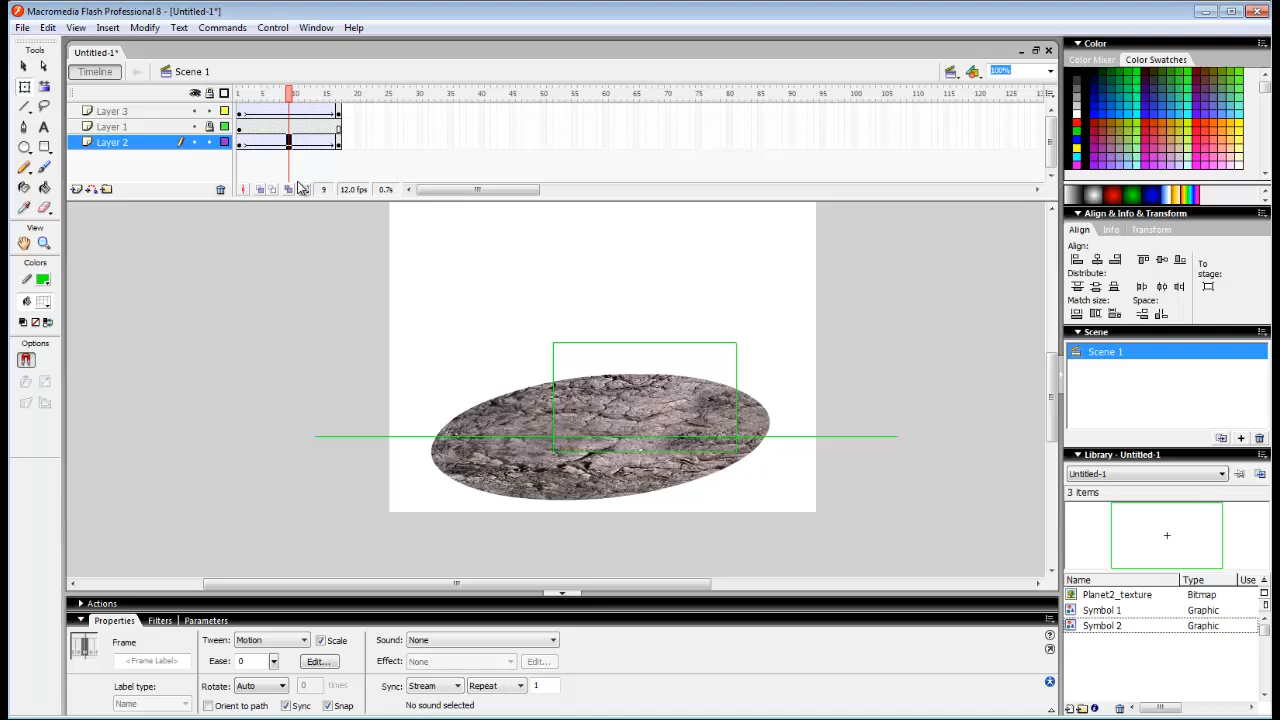 Macromedia Flash Professional 8 - [Untitled-1*]
File Edit View Insert Modify Text Commands Control Window Help
Tools
Untitled-1*
Timeline
Scene 1
100%
1 5 10 15 20 25 30 35 40 45 50 55 60 65 70 75 80 85 90 95 100 105 110 115 120 125
Layer 3
Layer 1
Layer 2
9 12.0 fps 0.7s
View
Colors
Options
Color
Color Mixer Color Swatches
Align & Info & Transform
Align Info Transform
Align:
To stage:
Distribute:
Match size: Space:
Scene
Scene 1
Library - Untitled-1
Untitled-1
3 items
Name Type Use
Planet2_texture Bitmap
Symbol 1 Graphic
Symbol 2 Graphic
Actions
Properties Filters Parameters
Frame
<Frame Label>
Label type:
Name
Tween: Motion Scale
Ease: 0 Edit...
Rotate: Auto 0 times
Orient to path Sync Snap
Sound: None
Effect: None Edit...
Sync: Stream Repeat 1
No sound selected